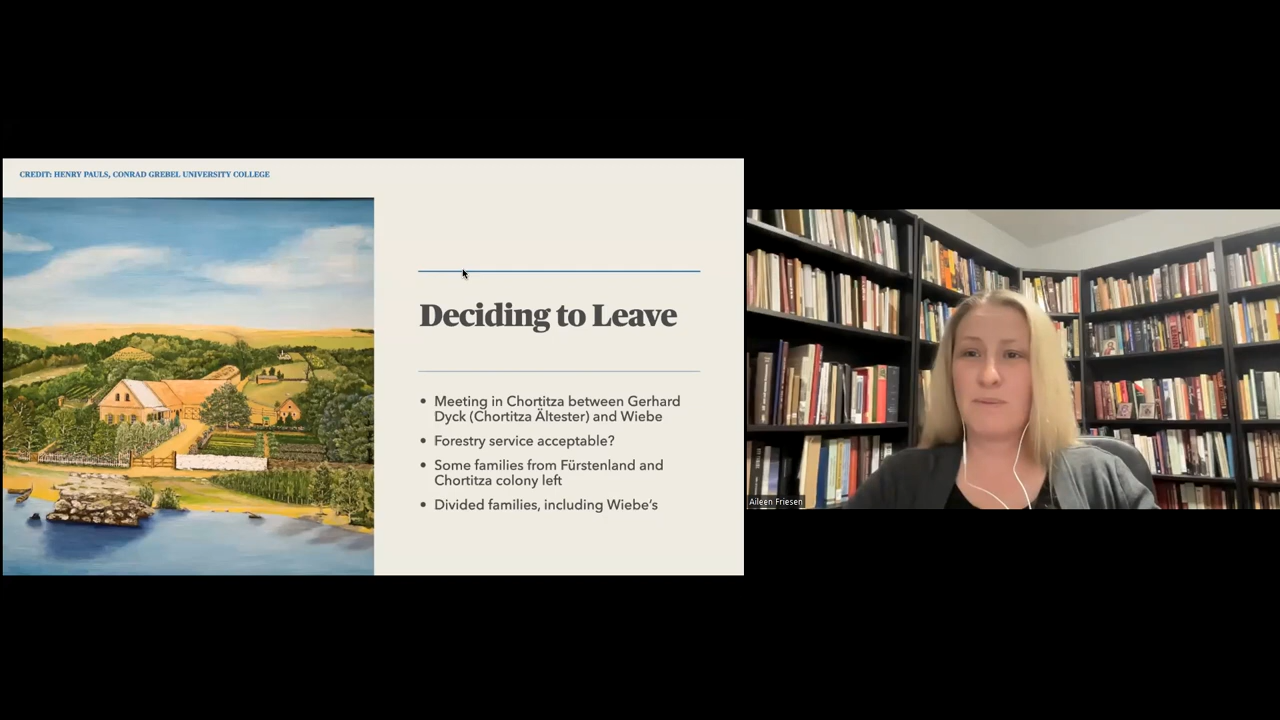 CREDIT: HENRY PAULS, CONRAD GREBEL UNIVERSITY COLLEGE
Deciding to Leave
• Meeting in Chortitza between Gerhard
Dyck (Chortitza Ältester) and Wiebe
• Forestry service acceptable?
• Some families from Fürstenland and
Chortitza colony left
• Divided families, including Wiebe's
Aileen Friesen